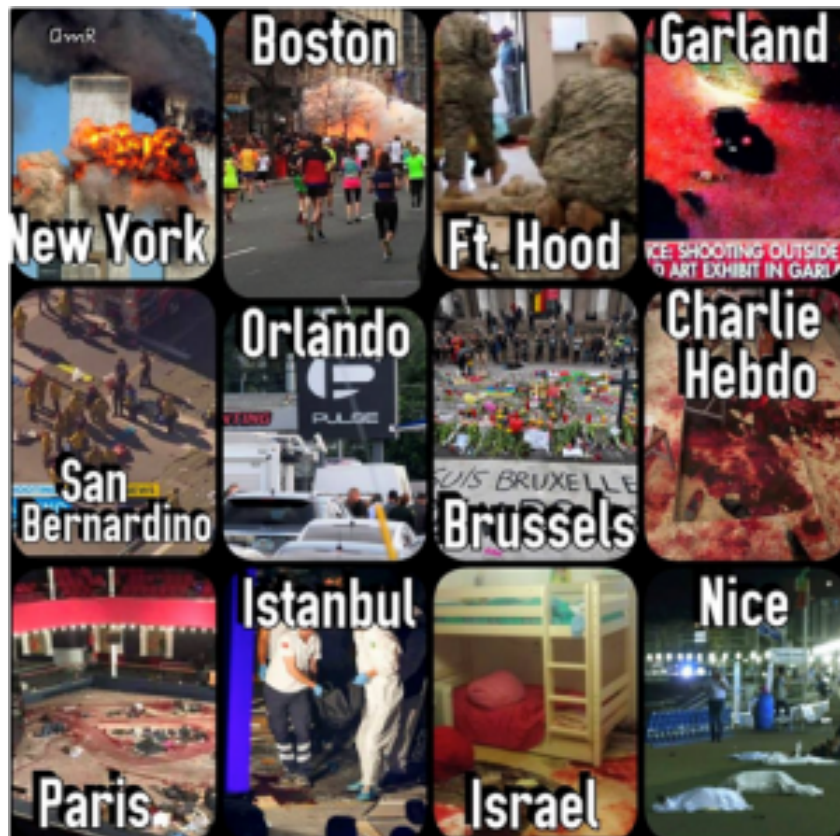 QmR
New York
Boston
Ft. Hood
Garland
ICE: SHOOTING OUTSIDE
D ART EXHIBIT IN GARLA
San
Bernardino
Orlando
PULSE
SUIS BRUXELLE
Brussels
Charlie
Hebdo
Paris
Istanbul
Israel
Nice